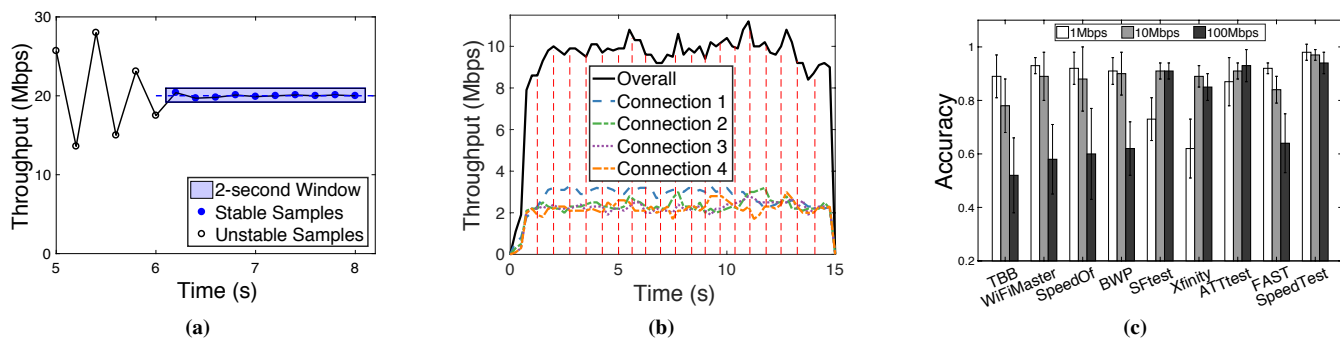 Throughput (Mbps)
30
20
10
0
2-second Window
Stable Samples
Unstable Samples
5 6 7 8
Time (s)
(a)
Throughput (Mbps)
10
8
6
4
2
0
Overall
Connection 1
Connection 2
Connection 3
Connection 4
0 5 10 15
Time (s)
(b)
Accuracy
1Mbps 10Mbps 100Mbps
1
0.8
0.6
0.4
0.2
TBB
WiFiMaster
SpeedOf
BWP
SFtest
Xfinity
ATTtest
FAST
SpeedTest
(c)